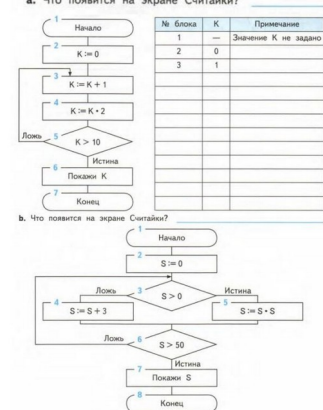 а. Что появится на экране Считайки?
1
Начало
2
K := 0
3
K := K + 1
4
K := K • 2
Ложь
5
K > 10
Истина
6
Покажи K
7
Конец
№ блока K Примечание
1 — Значение K не задано
2 0
3 1
b. Что появится на экране Считайки?
1
Начало
2
S := 0
Ложь
3
S > 0
Истина
4
S := S + 3
5
S := S • S
Ложь
6
S > 50
Истина
7
Покажи S
8
Конец